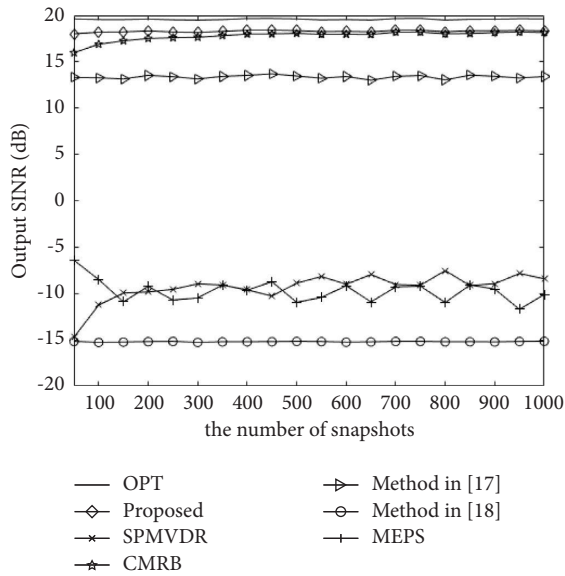 20
15
10
5
0
-5
-10
-15
-20
Output SINR (dB)
100 200 300 400 500 600 700 800 900 1000
the number of snapshots
OPT
Proposed
SPMVDR
CMRB
Method in [17]
Method in [18]
MEPS